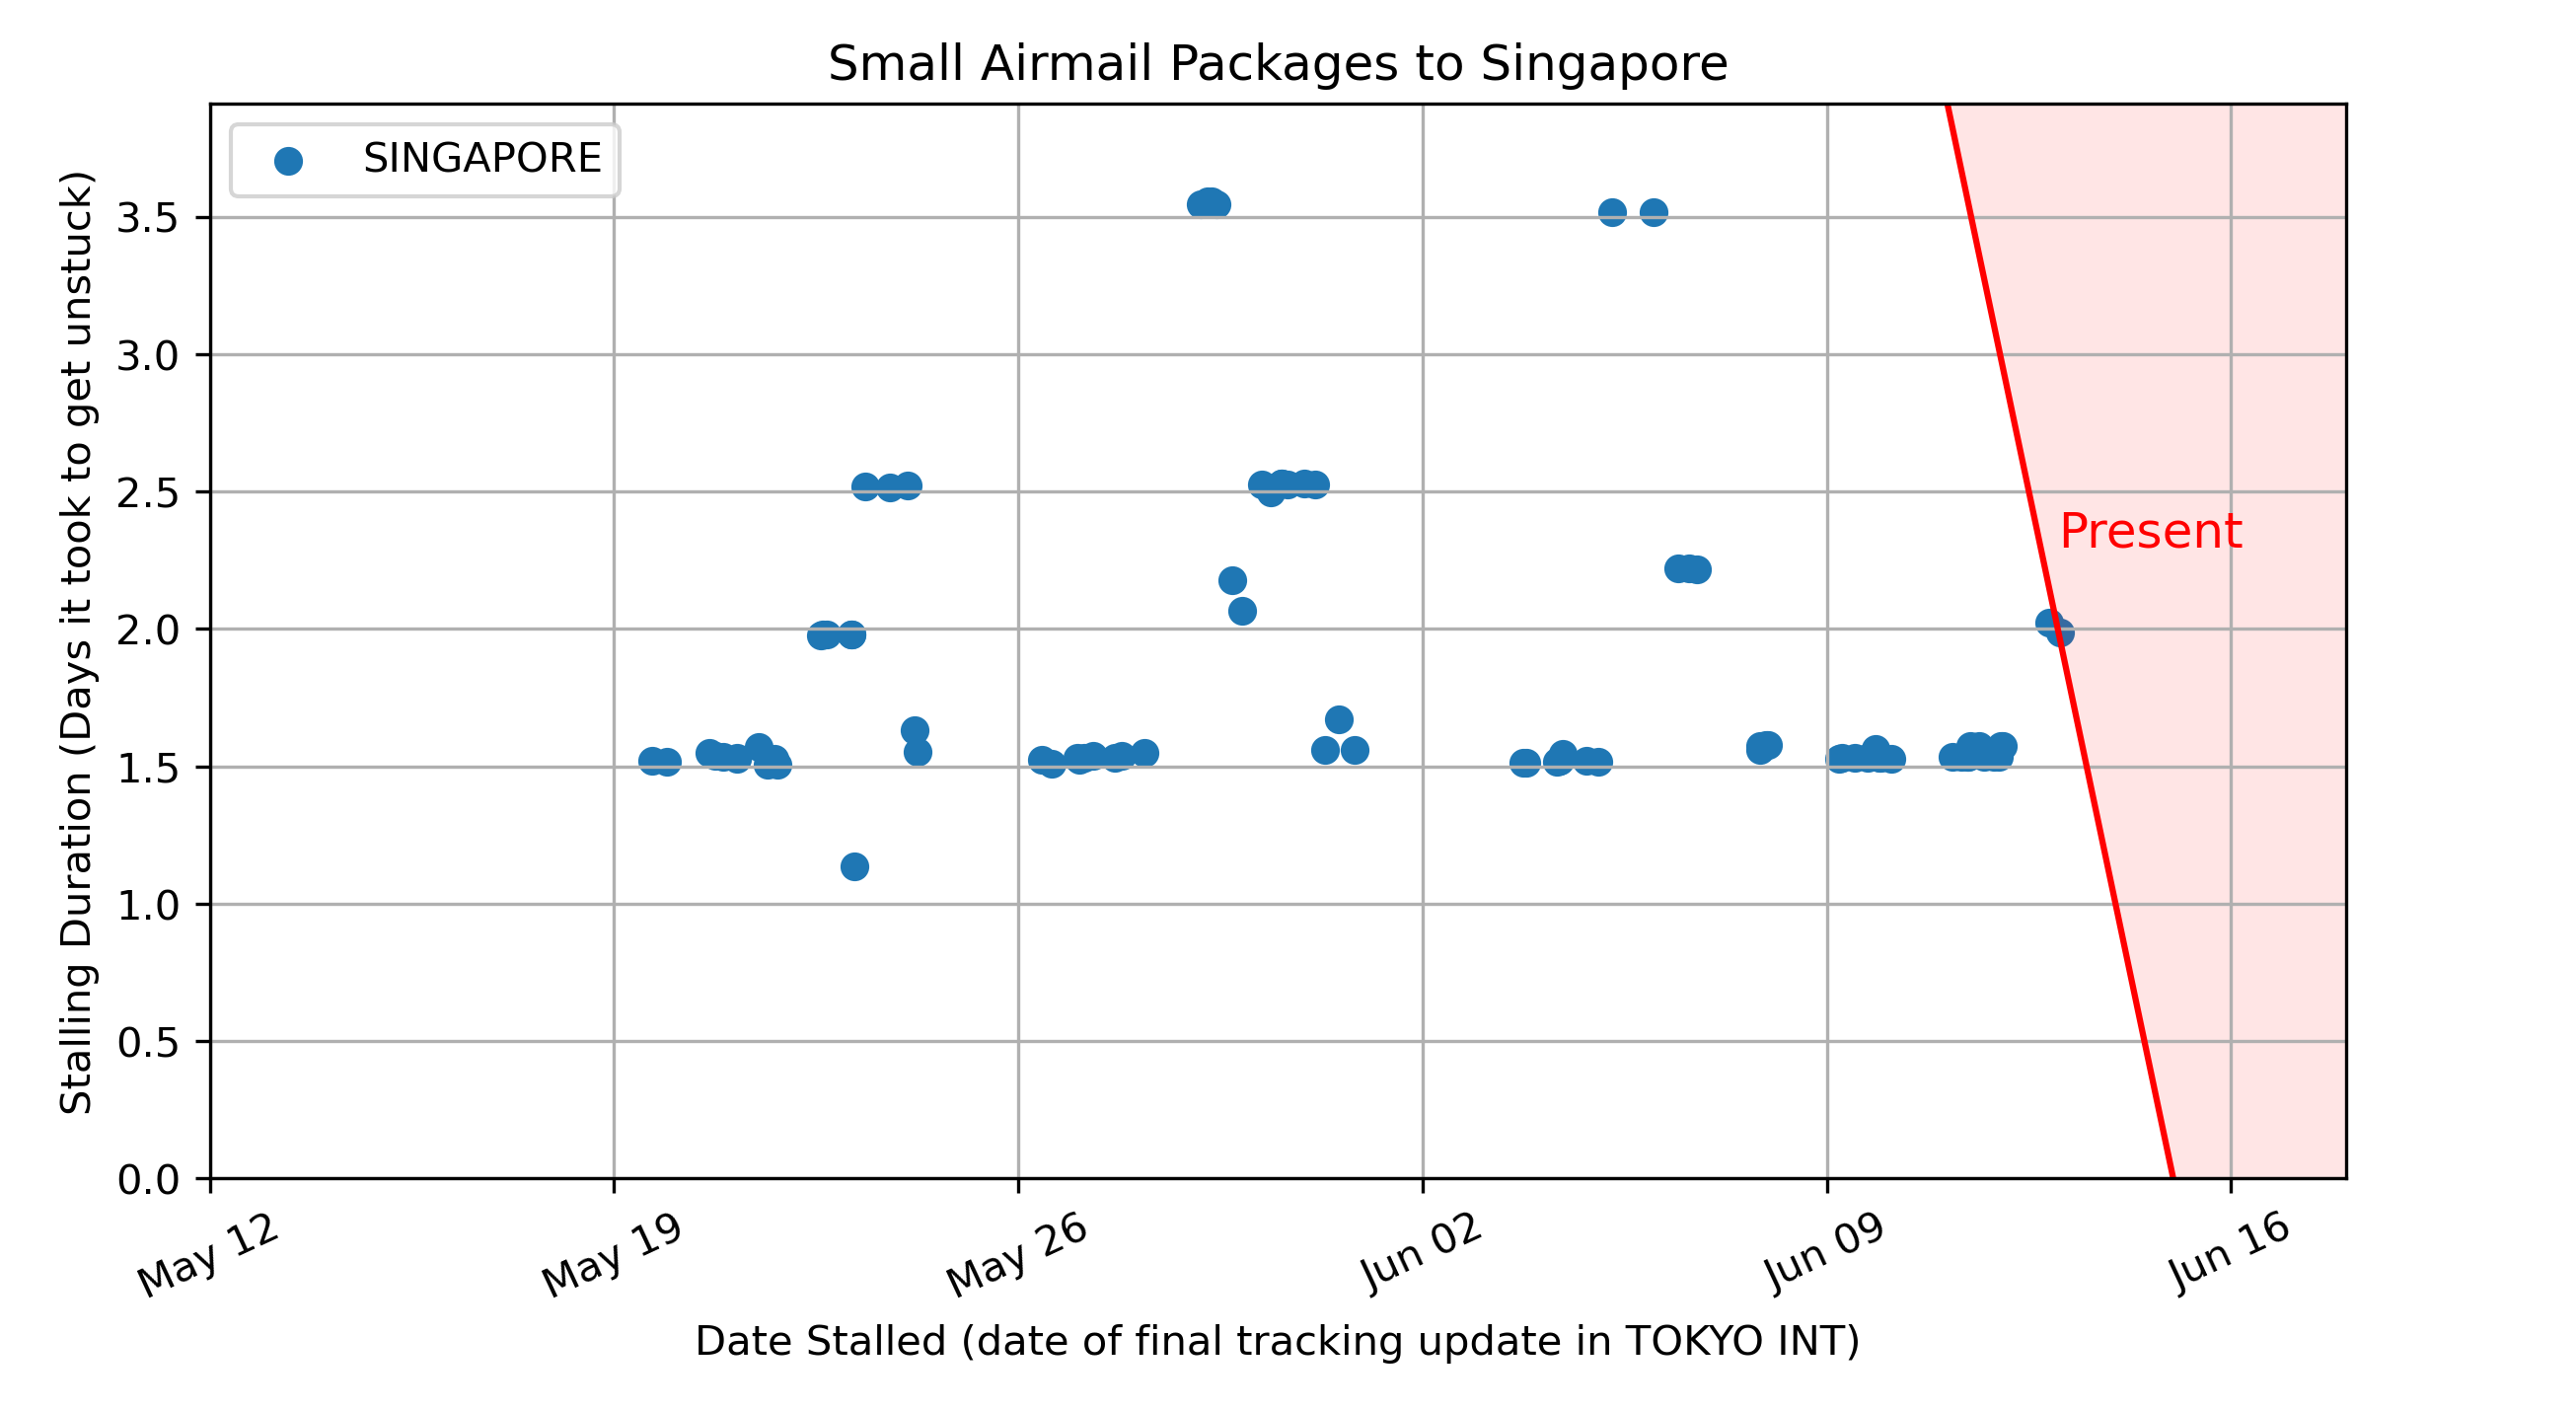 Small Airmail Packages to Singapore
SINGAPORE
Stalling Duration (Days it took to get unstuck)
3.5
3.0
2.5
2.0
1.5
1.0
0.5
0.0
Present
May 12
May 19
May 26
Jun 02
Jun 09
Jun 16
Date Stalled (date of final tracking update in TOKYO INT)